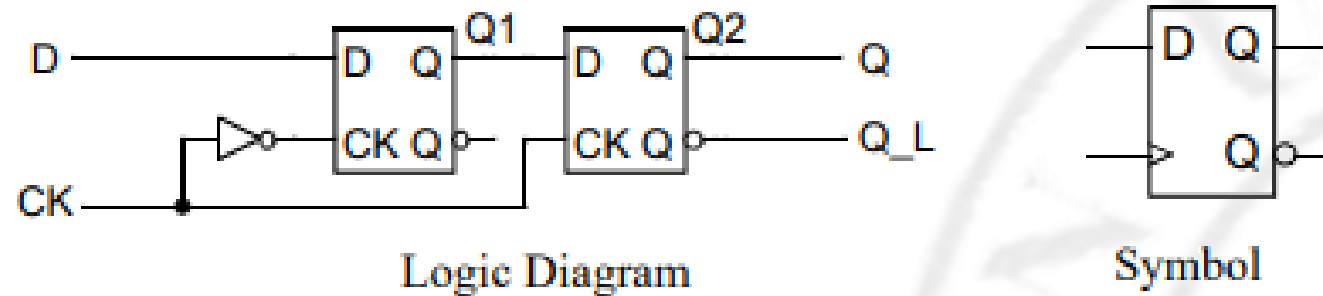 Q1 Q2
D D Q D Q Q D Q
CK Q CK Q Q_L Q
CK
Logic Diagram Symbol